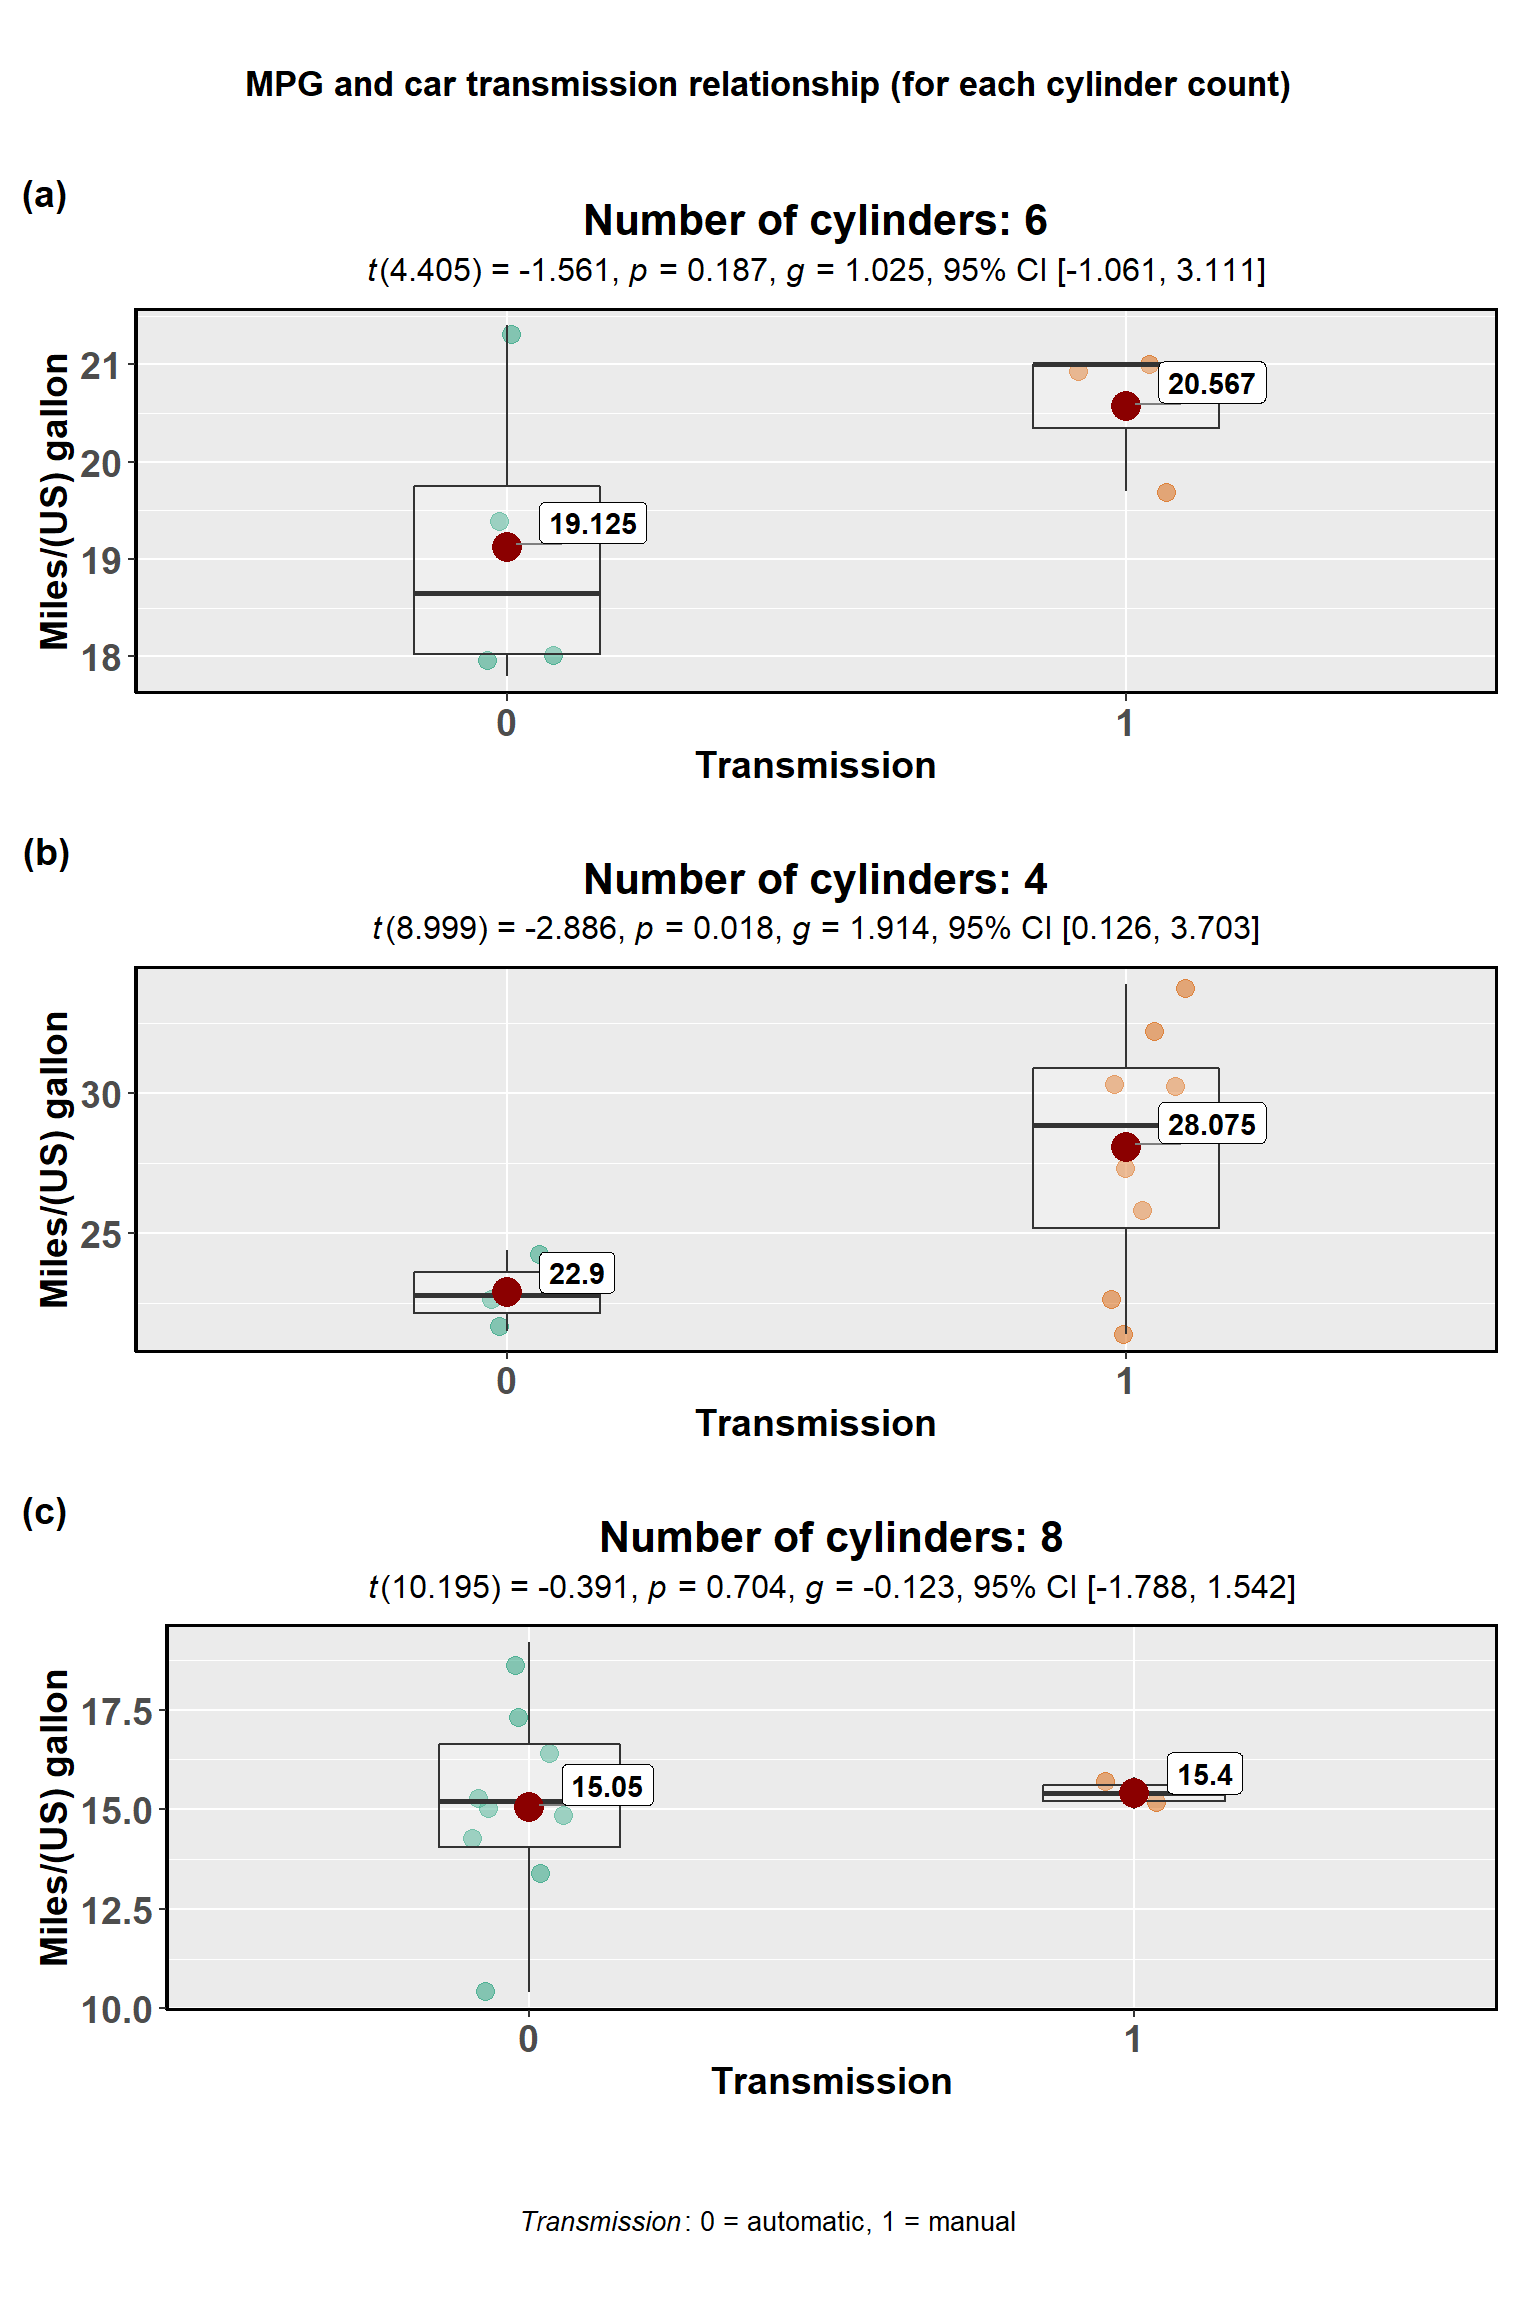 MPG and car transmission relationship (for each cylinder count)
(a)
Number of cylinders: 6
t(4.405) = -1.561, p = 0.187, g = 1.025, 95% CI [-1.061, 3.111]
Miles/(US) gallon
21
20
19
18
19.125
20.567
0
1
Transmission
(b)
Number of cylinders: 4
t(8.999) = -2.886, p = 0.018, g = 1.914, 95% CI [0.126, 3.703]
Miles/(US) gallon
30
25
22.9
28.075
0
1
Transmission
(c)
Number of cylinders: 8
t(10.195) = -0.391, p = 0.704, g = -0.123, 95% CI [-1.788, 1.542]
Miles/(US) gallon
17.5
15.0
12.5
10.0
15.05
15.4
0
1
Transmission
Transmission: 0 = automatic, 1 = manual